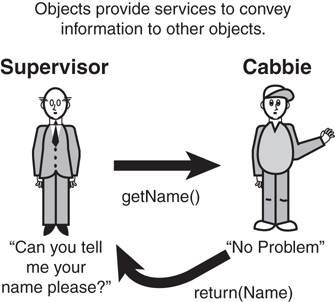 Objects provide services to convey
information to other objects.
Supervisor
Cabbie
getName()
“Can you tell
me your
name please?”
“No Problem”
return(Name)